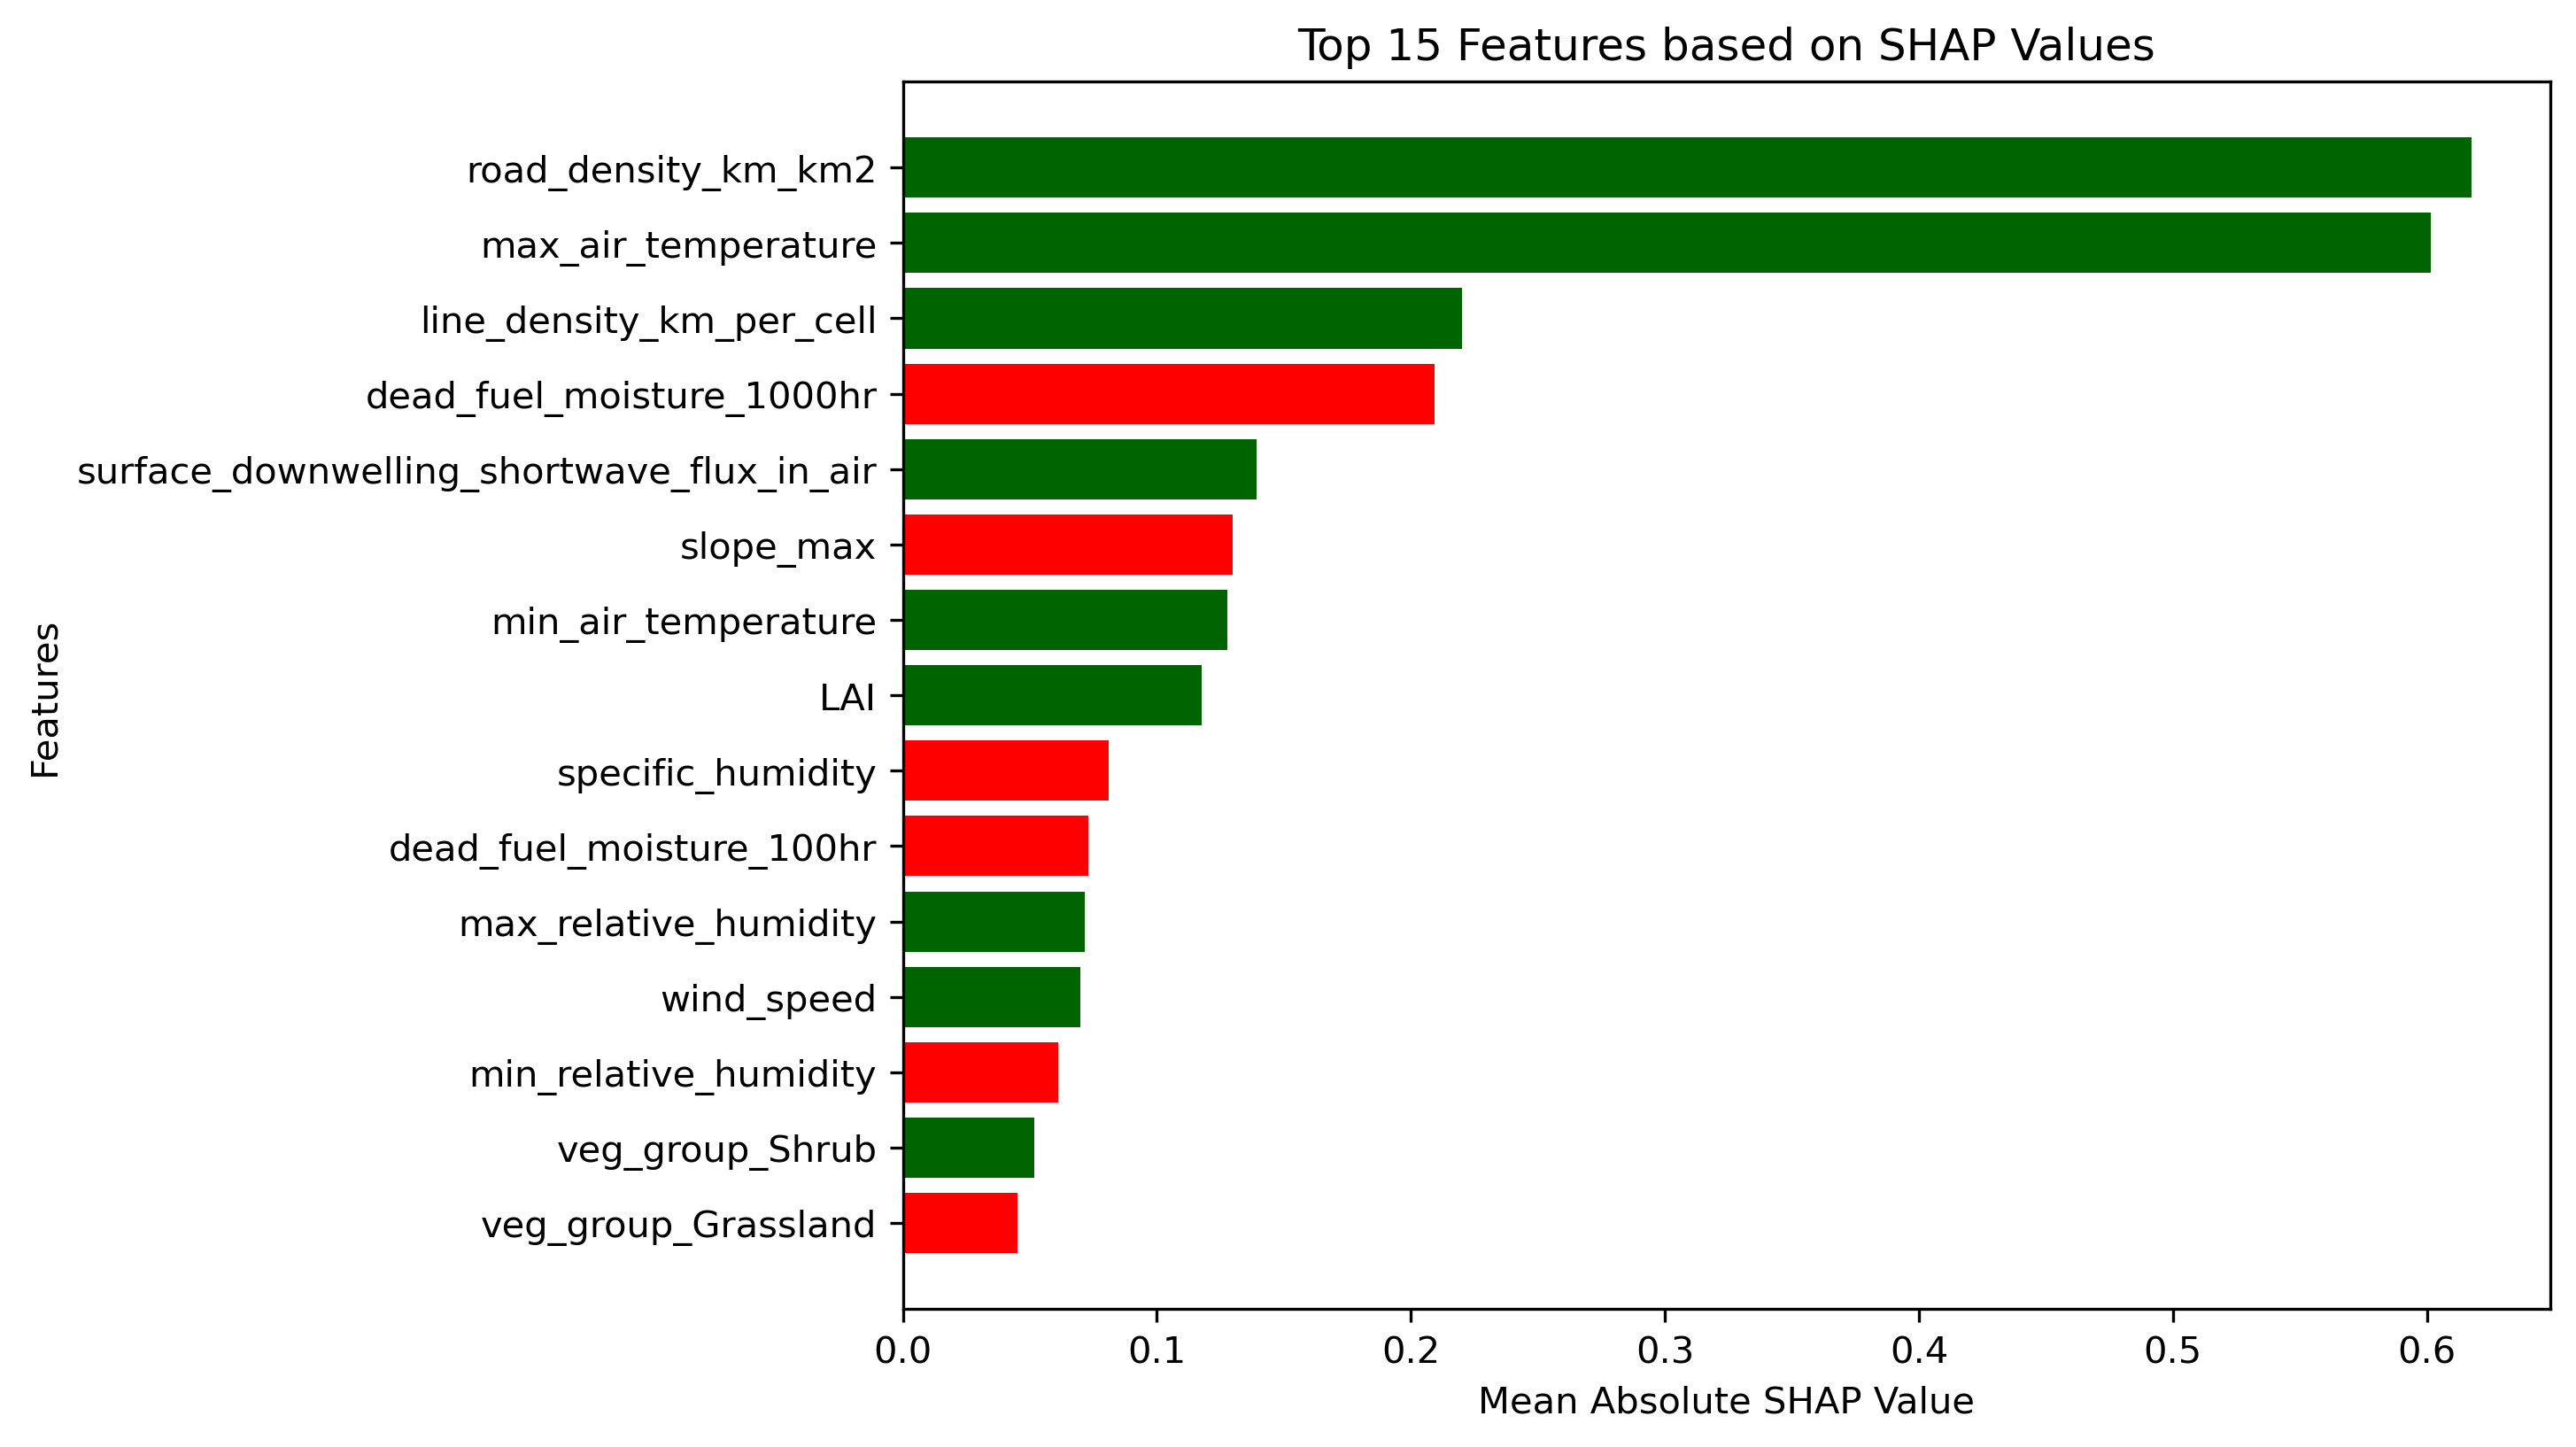 Top 15 Features based on SHAP Values
Features
road_density_km_km2
max_air_temperature
line_density_km_per_cell
dead_fuel_moisture_1000hr
surface_downwelling_shortwave_flux_in_air
slope_max
min_air_temperature
LAI
specific_humidity
dead_fuel_moisture_100hr
max_relative_humidity
wind_speed
min_relative_humidity
veg_group_Shrub
veg_group_Grassland
0.0 0.1 0.2 0.3 0.4 0.5 0.6
Mean Absolute SHAP Value